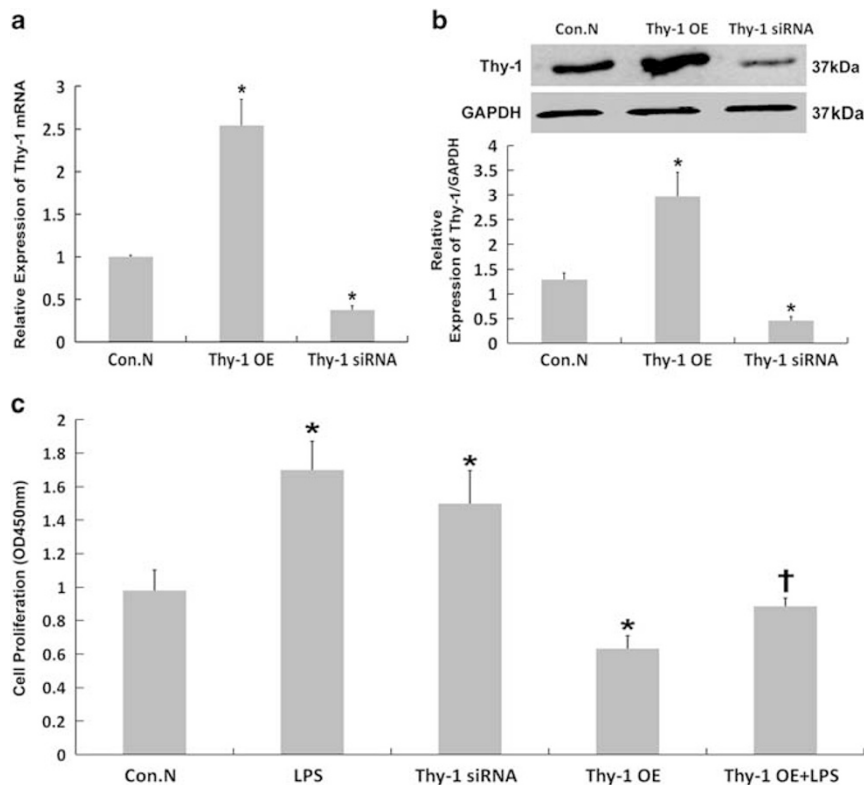 a
Relative Expression of Thy-1 mRNA
3
2.5
2
1.5
1
0.5
0
*
*
Con.N Thy-1 OE Thy-1 siRNA
b
Con.N Thy-1 OE Thy-1 siRNA
Thy-1 37kDa
GAPDH 37kDa
Relative
Expression of Thy-1/GAPDH
4
3.5
3
2.5
2
1.5
1
0.5
0
*
*
Con.N Thy-1 OE Thy-1 siRNA
c
Cell Proliferation (OD450nm)
2
1.8
1.6
1.4
1.2
1
0.8
0.6
0.4
0.2
0
*
*
*
†
Con.N LPS Thy-1 siRNA Thy-1 OE Thy-1 OE+LPS